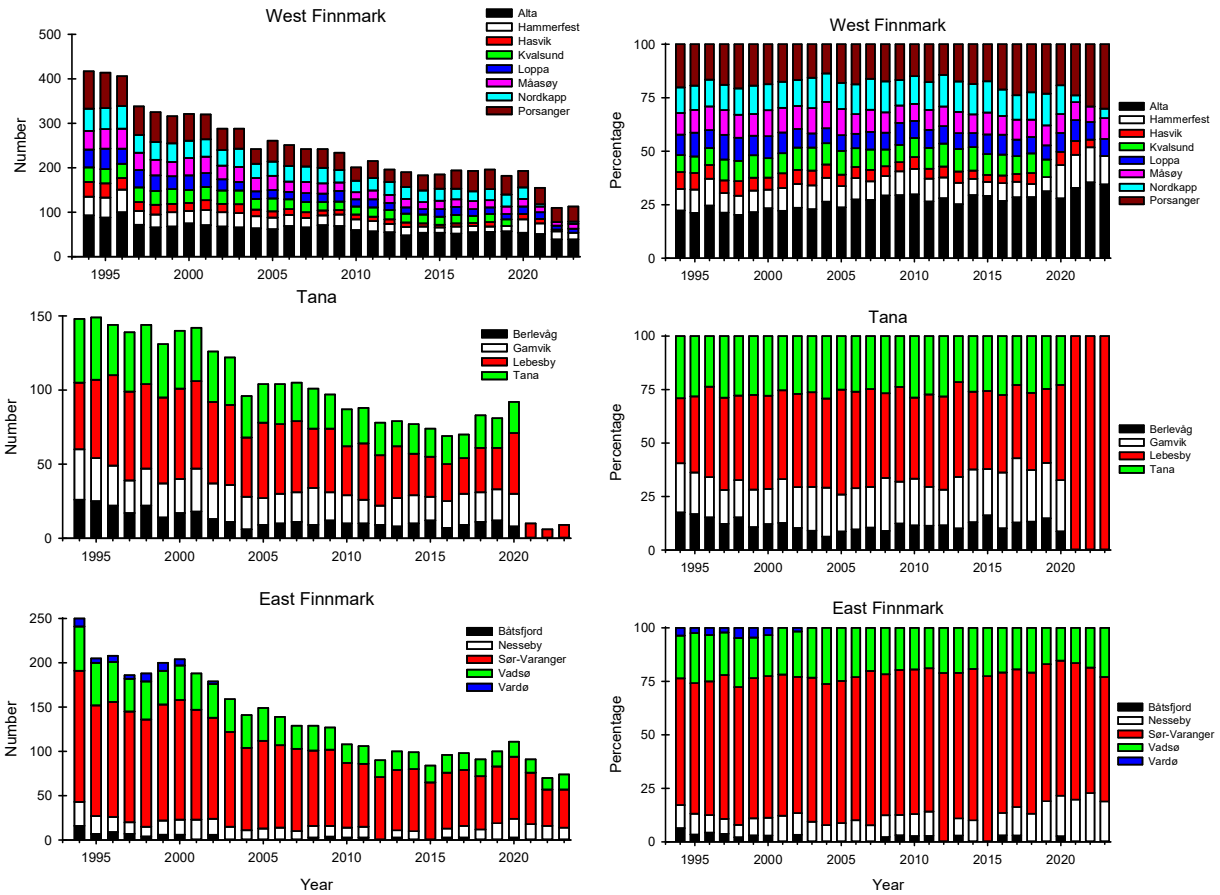 West Finnmark
Number
500
400
300
200
100
0
1995
2000
2005
2010
2015
2020
Alta
Hammerfest
Hasvik
Kvalsund
Loppa
Måasøy
Nordkapp
Porsanger
West Finnmark
Percentage
100
75
50
25
0
1995
2000
2005
2010
2015
2020
Alta
Hammerfest
Hasvik
Kvalsund
Loppa
Måsøy
Nordkapp
Porsanger
Tana
Number
150
100
50
0
1995
2000
2005
2010
2015
2020
Berlevåg
Gamvik
Lebesby
Tana
Tana
Percentage
100
75
50
25
0
1995
2000
2005
2010
2015
2020
Berlevåg
Gamvik
Lebesby
Tana
East Finnmark
Number
250
200
150
100
50
0
1995
2000
2005
2010
2015
2020
Year
Båtsfjord
Nesseby
Sør-Varanger
Vadsø
Vardø
East Finnmark
Percentage
100
75
50
25
0
1995
2000
2005
2010
2015
2020
Year
Båtsfjord
Nesseby
Sør-Varanger
Vadsø
Vardø